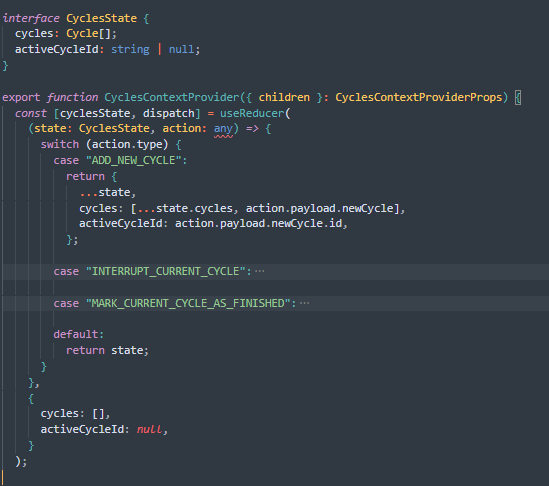 interface CyclesState {
  cycles: Cycle[];
  activeCycleId: string | null;
}

export function CyclesContextProvider({ children }: CyclesContextProviderProps) {
  const [cyclesState, dispatch] = useReducer(
    (state: CyclesState, action: any) => {
      switch (action.type) {
        case "ADD_NEW_CYCLE":
          return {
            ...state,
            cycles: [...state.cycles, action.payload.newCycle],
            activeCycleId: action.payload.newCycle.id,
          };

        case "INTERRUPT_CURRENT_CYCLE": ···

        case "MARK_CURRENT_CYCLE_AS_FINISHED": ···

        default:
          return state;
      }
    },
    {
      cycles: [],
      activeCycleId: null,
    }
  );